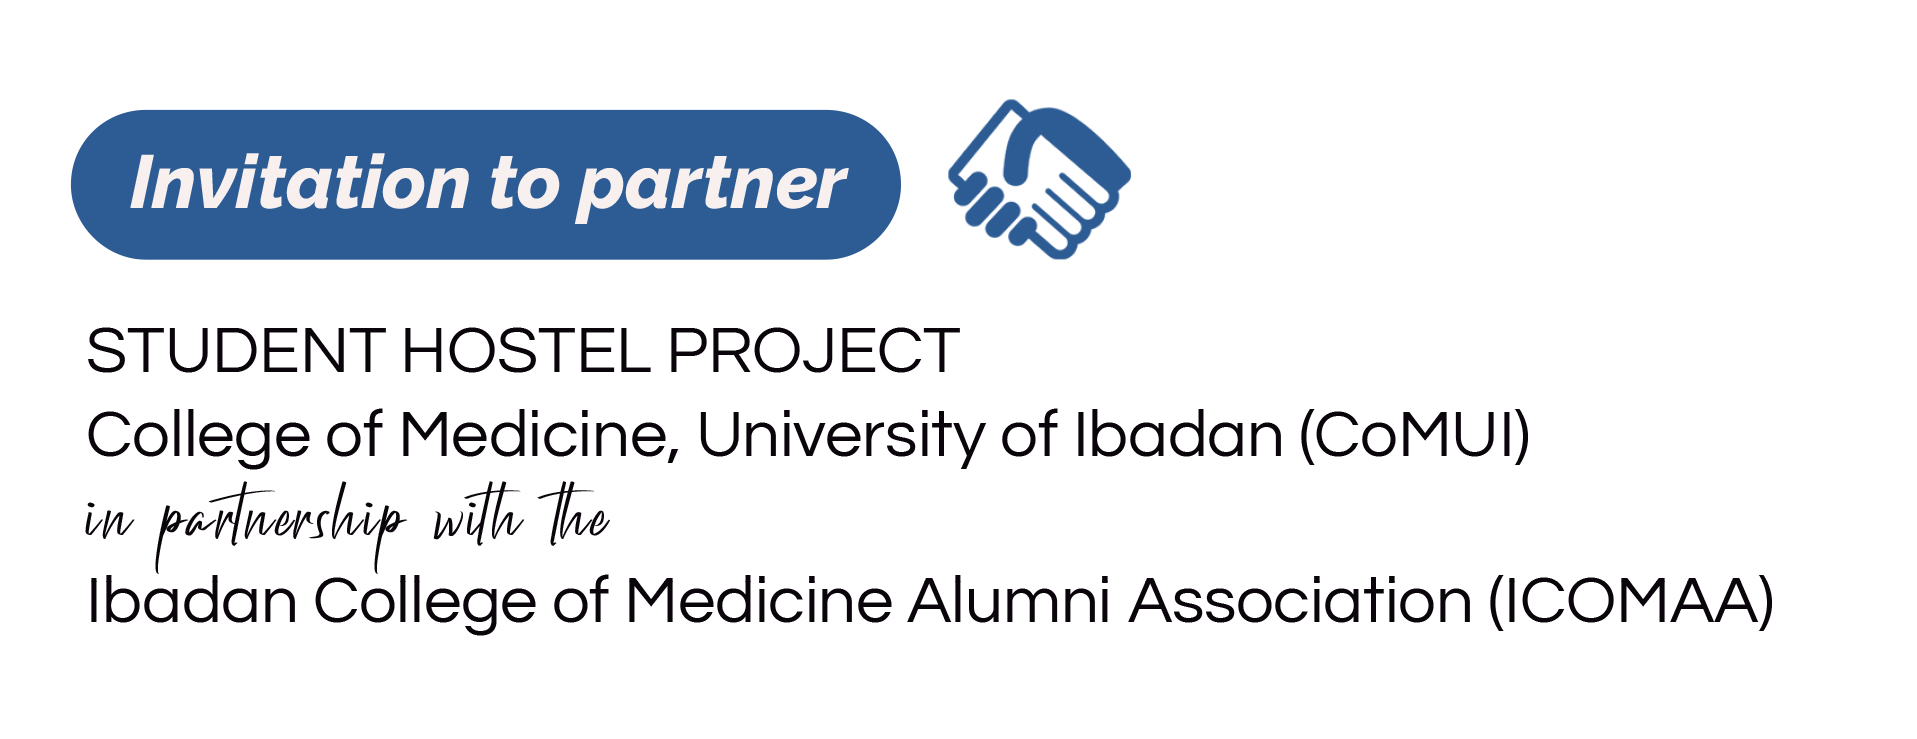 Invitation to partner
STUDENT HOSTEL PROJECT
College of Medicine, University of Ibadan (CoMUI)
in partnership with the
Ibadan College of Medicine Alumni Association (ICOMAA)